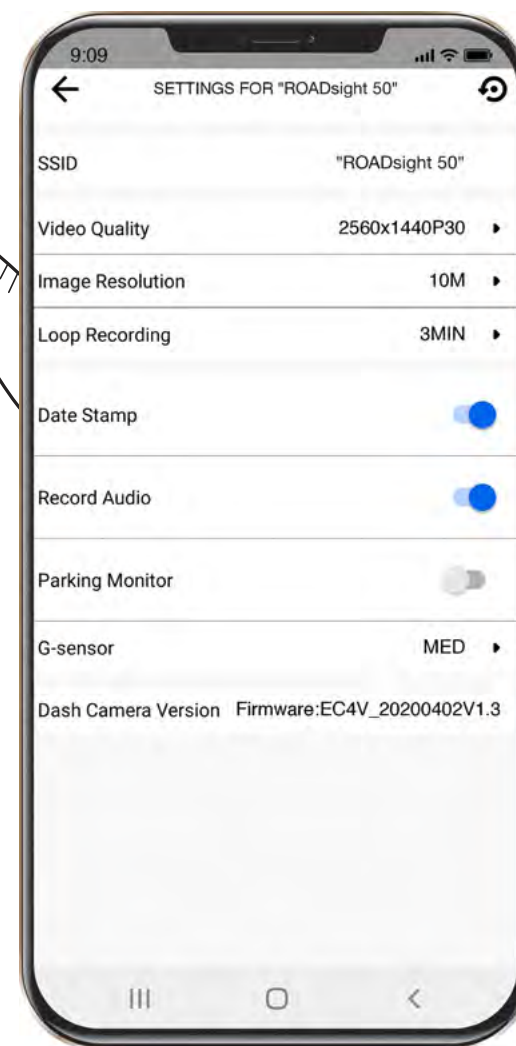 9:09
SETTINGS FOR "ROADsight 50"
SSID "ROADsight 50"
Video Quality 2560x1440P30
Image Resolution 10M
Loop Recording 3MIN
Date Stamp
Record Audio
Parking Monitor
G-sensor MED
Dash Camera Version Firmware:EC4V_20200402V1.3